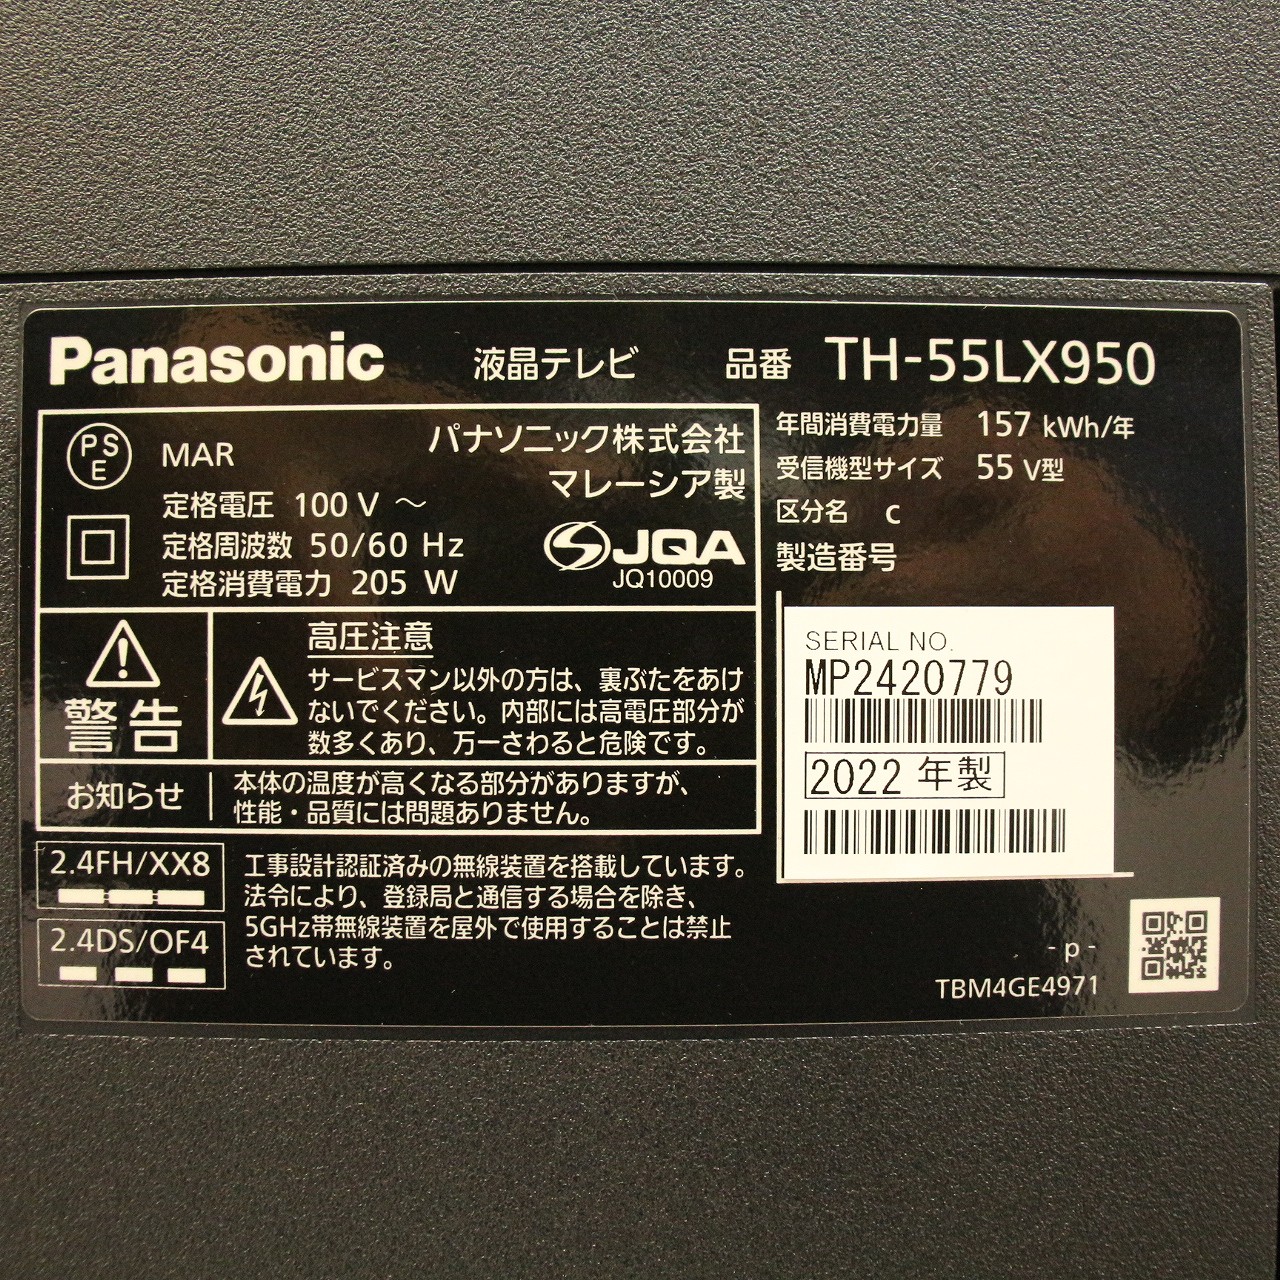 Panasonic 液晶テレビ 品番 TH-55LX950
PSE MAR パナソニック株式会社
マレーシア製
定格電圧 100 V ～
定格周波数 50/60 Hz
定格消費電力 205 W
JQA
JQ10009
年間消費電力量 157 kWh/年
受信機型サイズ 55 V型
区分名 c
製造番号
SERIAL NO.
MP2420779
2022 年製
警告
高圧注意
サービスマン以外の方は、裏ぶたをあけ
ないでください。内部には高電圧部分が
数多くあり、万一さわると危険です。
お知らせ
本体の温度が高くなる部分がありますが、
性能・品質には問題ありません。
2.4FH/XX8
2.4DS/OF4
工事設計認証済みの無線装置を搭載しています。
法令により、登録局と通信する場合を除き、
5GHz帯無線装置を屋外で使用することは禁止
されています。
- p -
TBM4GE4971